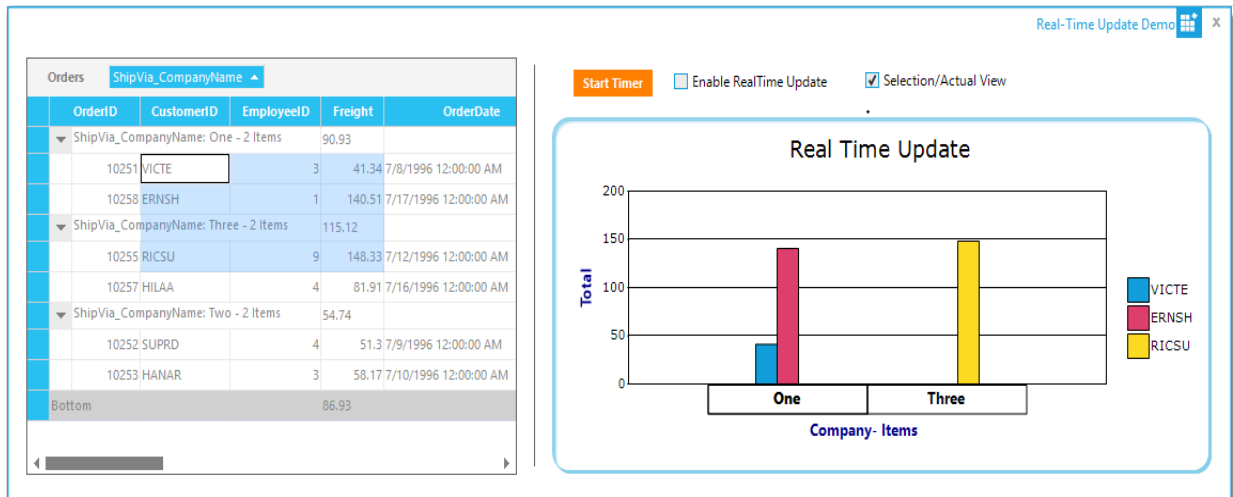 Real-Time Update Demo x
Orders ShipVia_CompanyName
OrderID CustomerID EmployeeID Freight OrderDate
ShipVia_CompanyName: One - 2 Items 90.93
10251 VICTE 3 41.34 7/8/1996 12:00:00 AM
10258 ERNSH 1 140.51 7/17/1996 12:00:00 AM
ShipVia_CompanyName: Three - 2 Items 115.12
10255 RICSU 9 148.33 7/12/1996 12:00:00 AM
10257 HILAA 4 81.91 7/16/1996 12:00:00 AM
ShipVia_CompanyName: Two - 2 Items 54.74
10252 SUPRD 4 51.3 7/9/1996 12:00:00 AM
10253 HANAR 3 58.17 7/10/1996 12:00:00 AM
Bottom 86.93
Start Timer Enable RealTime Update Selection/Actual View
Real Time Update
Total
200
150
100
50
0
One Three
Company- Items
VICTE
ERNSH
RICSU